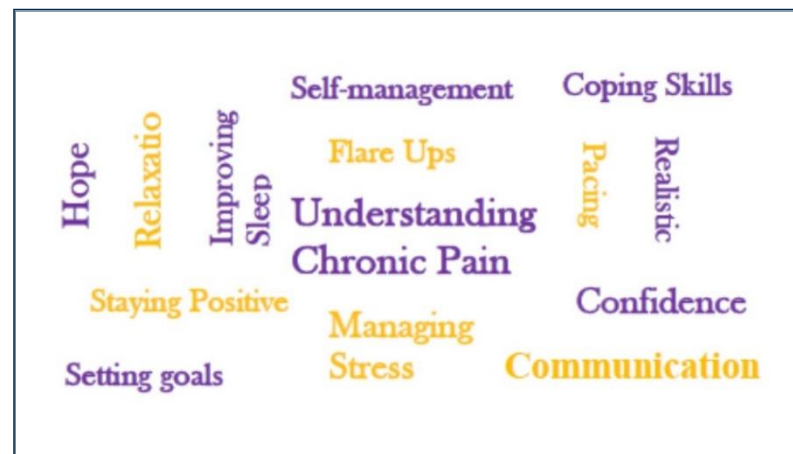 Self-management
Coping Skills
Hope
Relaxatio
Improving
Sleep
Flare Ups
Pacing
Realistic
Understanding
Chronic Pain
Staying Positive
Confidence
Managing
Stress
Setting goals
Communication